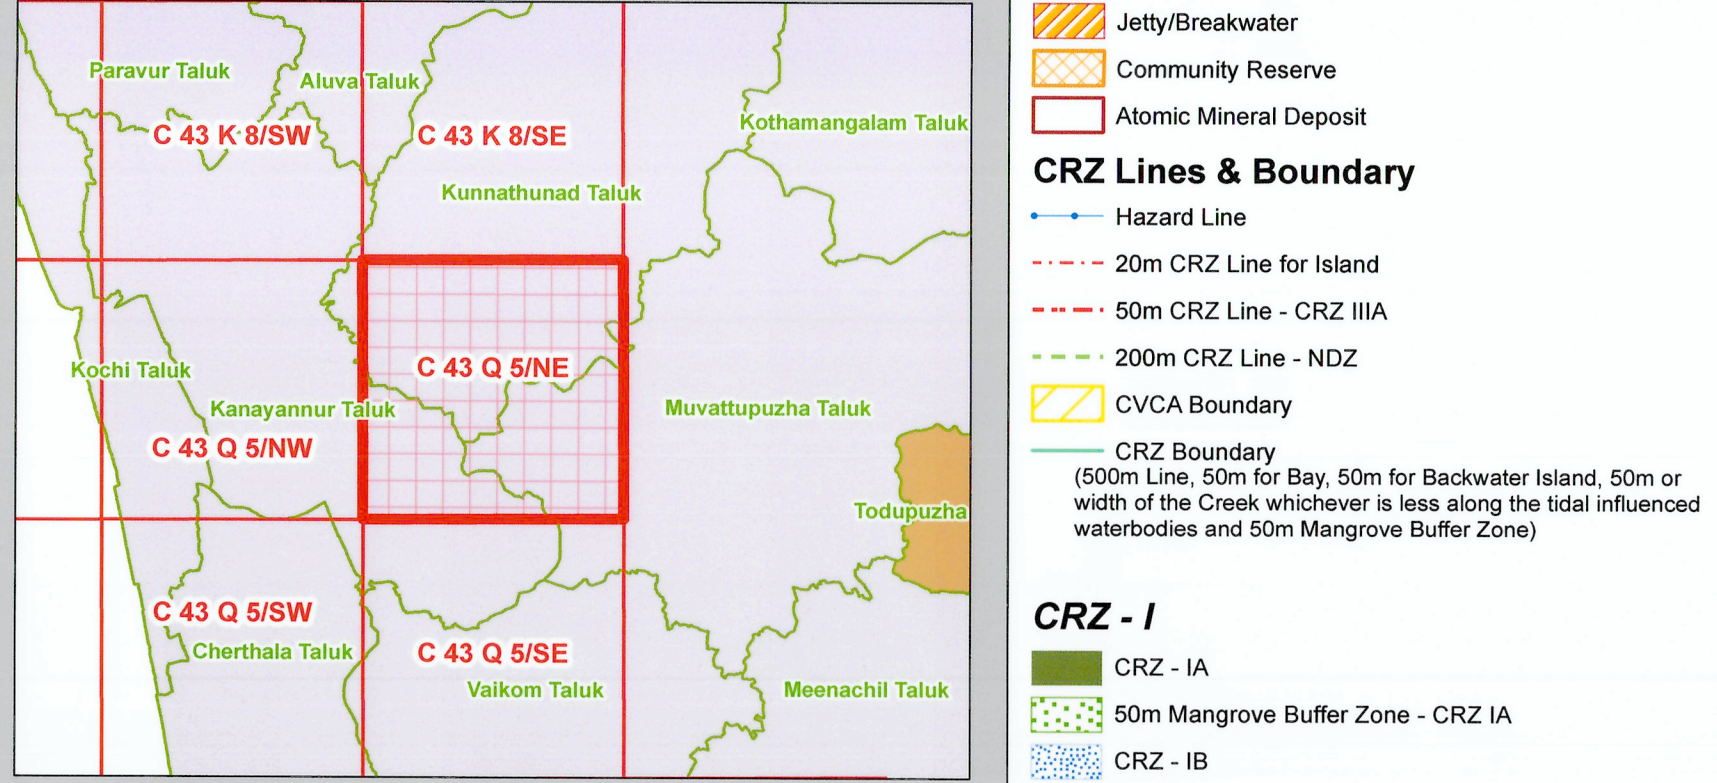 Paravur Taluk
Aluva Taluk
Kothamangalam Taluk
C 43 K 8/SW
C 43 K 8/SE
Kunnathunad Taluk
C 43 Q 5/NE
Kochi Taluk
Kanayannur Taluk
Muvattupuzha Taluk
C 43 Q 5/NW
Todupuzha
C 43 Q 5/SW
Cherthala Taluk
C 43 Q 5/SE
Vaikom Taluk
Meenachil Taluk
Jetty/Breakwater
Community Reserve
Atomic Mineral Deposit
CRZ Lines & Boundary
Hazard Line
20m CRZ Line for Island
50m CRZ Line - CRZ IIIA
200m CRZ Line - NDZ
CVCA Boundary
CRZ Boundary
(500m Line, 50m for Bay, 50m for Backwater Island, 50m or
width of the Creek whichever is less along the tidal influenced
waterbodies and 50m Mangrove Buffer Zone)
CRZ - I
CRZ - IA
50m Mangrove Buffer Zone - CRZ IA
CRZ - IB